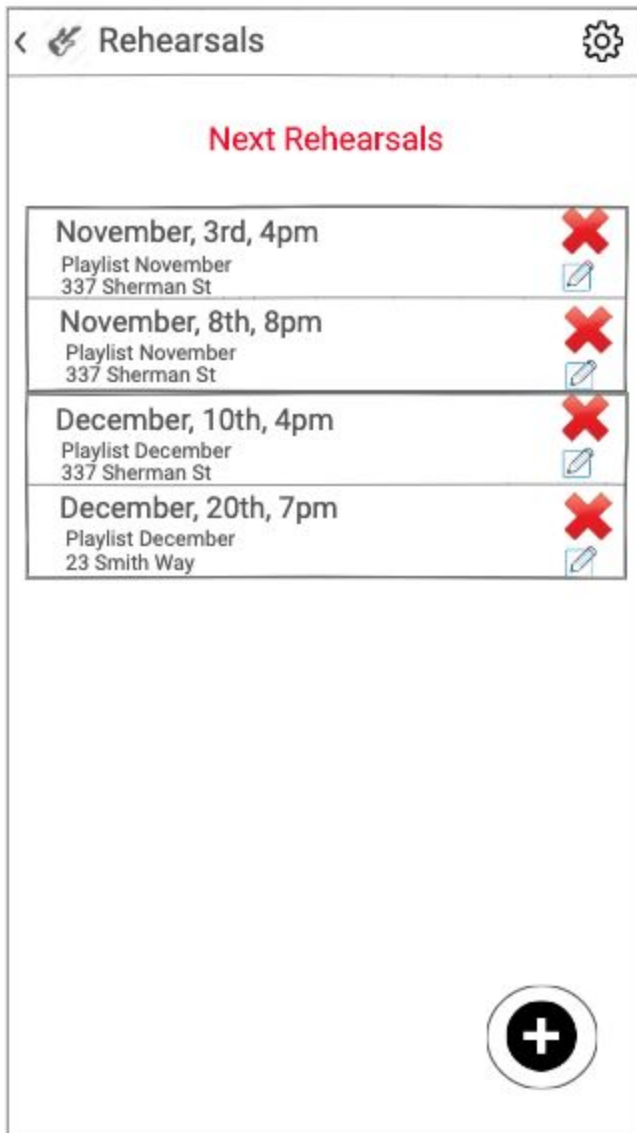 Rehearsals
Next Rehearsals
November, 3rd, 4pm
Playlist November
337 Sherman St
November, 8th, 8pm
Playlist November
337 Sherman St
December, 10th, 4pm
Playlist December
337 Sherman St
December, 20th, 7pm
Playlist December
23 Smith Way